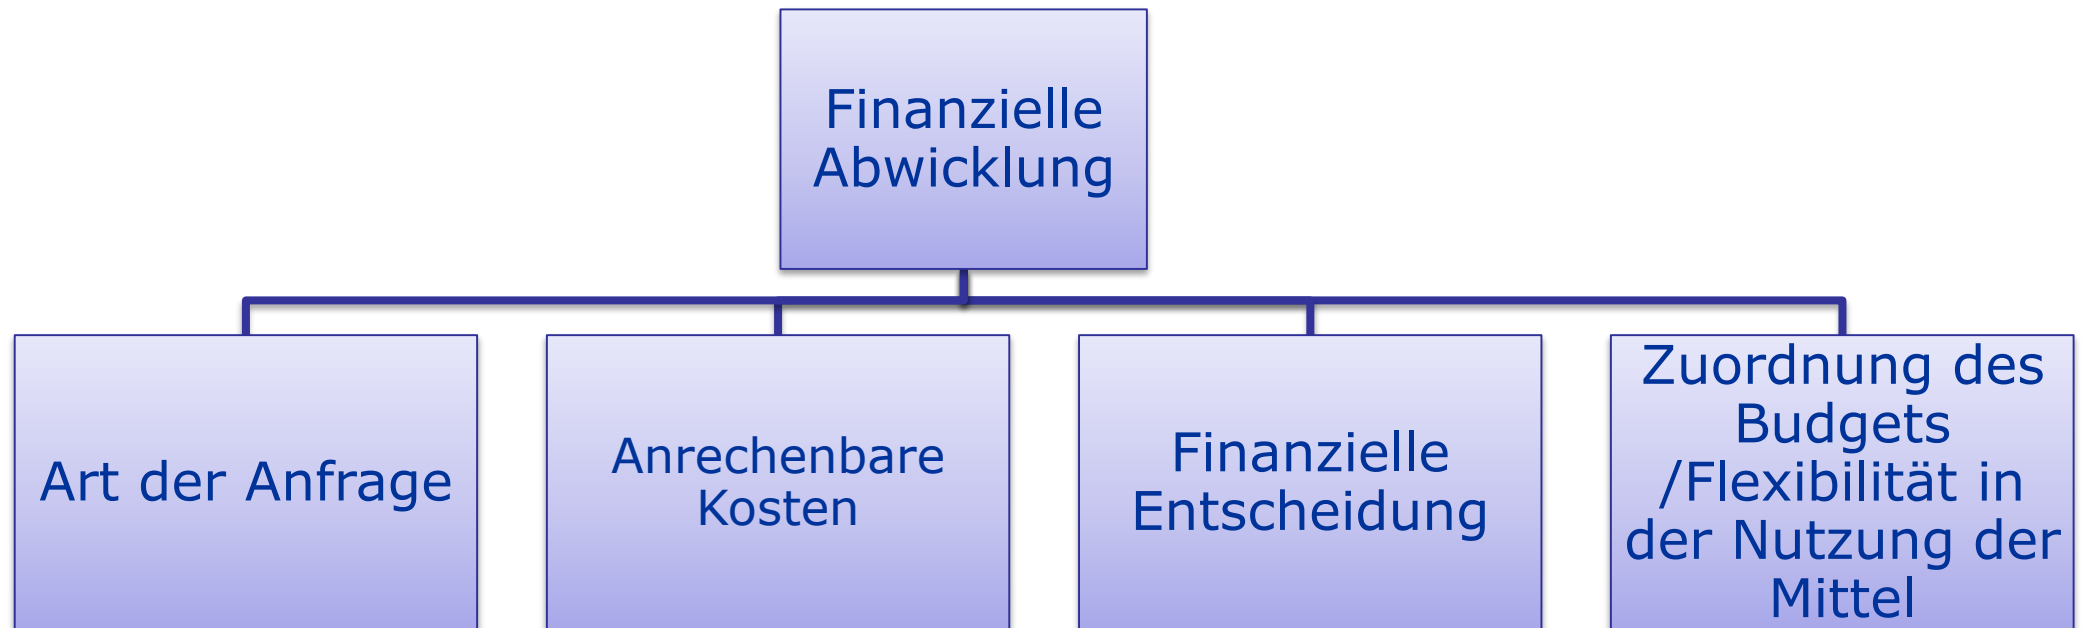 Finanzielle
Abwicklung
Art der Anfrage
Anrechenbare
Kosten
Finanzielle
Entscheidung
Zuordnung des
Budgets
/Flexibilität in
der Nutzung der
Mittel